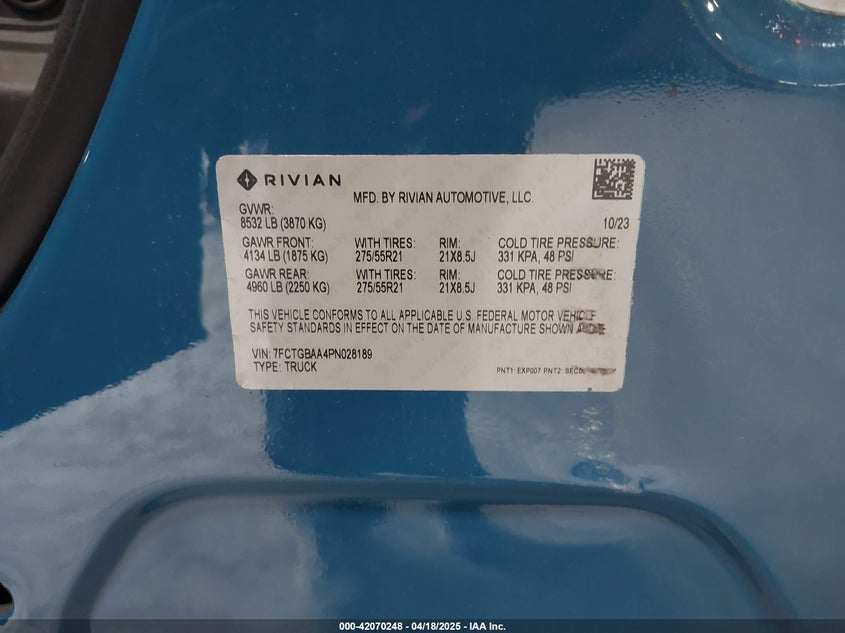 RIVIAN
MFD. BY RIVIAN AUTOMOTIVE, LLC.
GVWR:
8532 LB (3870 KG) 10/23
GAWR FRONT: WITH TIRES: RIM: COLD TIRE PRESSURE:
4134 LB (1875 KG) 275/55R21 21X8.5J 331 KPA, 48 PSI
GAWR REAR: WITH TIRES: RIM: COLD TIRE PRESSURE:
4960 LB (2250 KG) 275/55R21 21X8.5J 331 KPA, 48 PSI
THIS VEHICLE CONFORMS TO ALL APPLICABLE U.S. FEDERAL MOTOR VEHICLE
SAFETY STANDARDS IN EFFECT ON THE DATE OF MANUFACTURE SHOWN
VIN: 7FCTGBAA4PN028189
TYPE: TRUCK
PNT1: EXP007 PNT2:
000-42070248 - 04/18/2025 - IAA Inc.